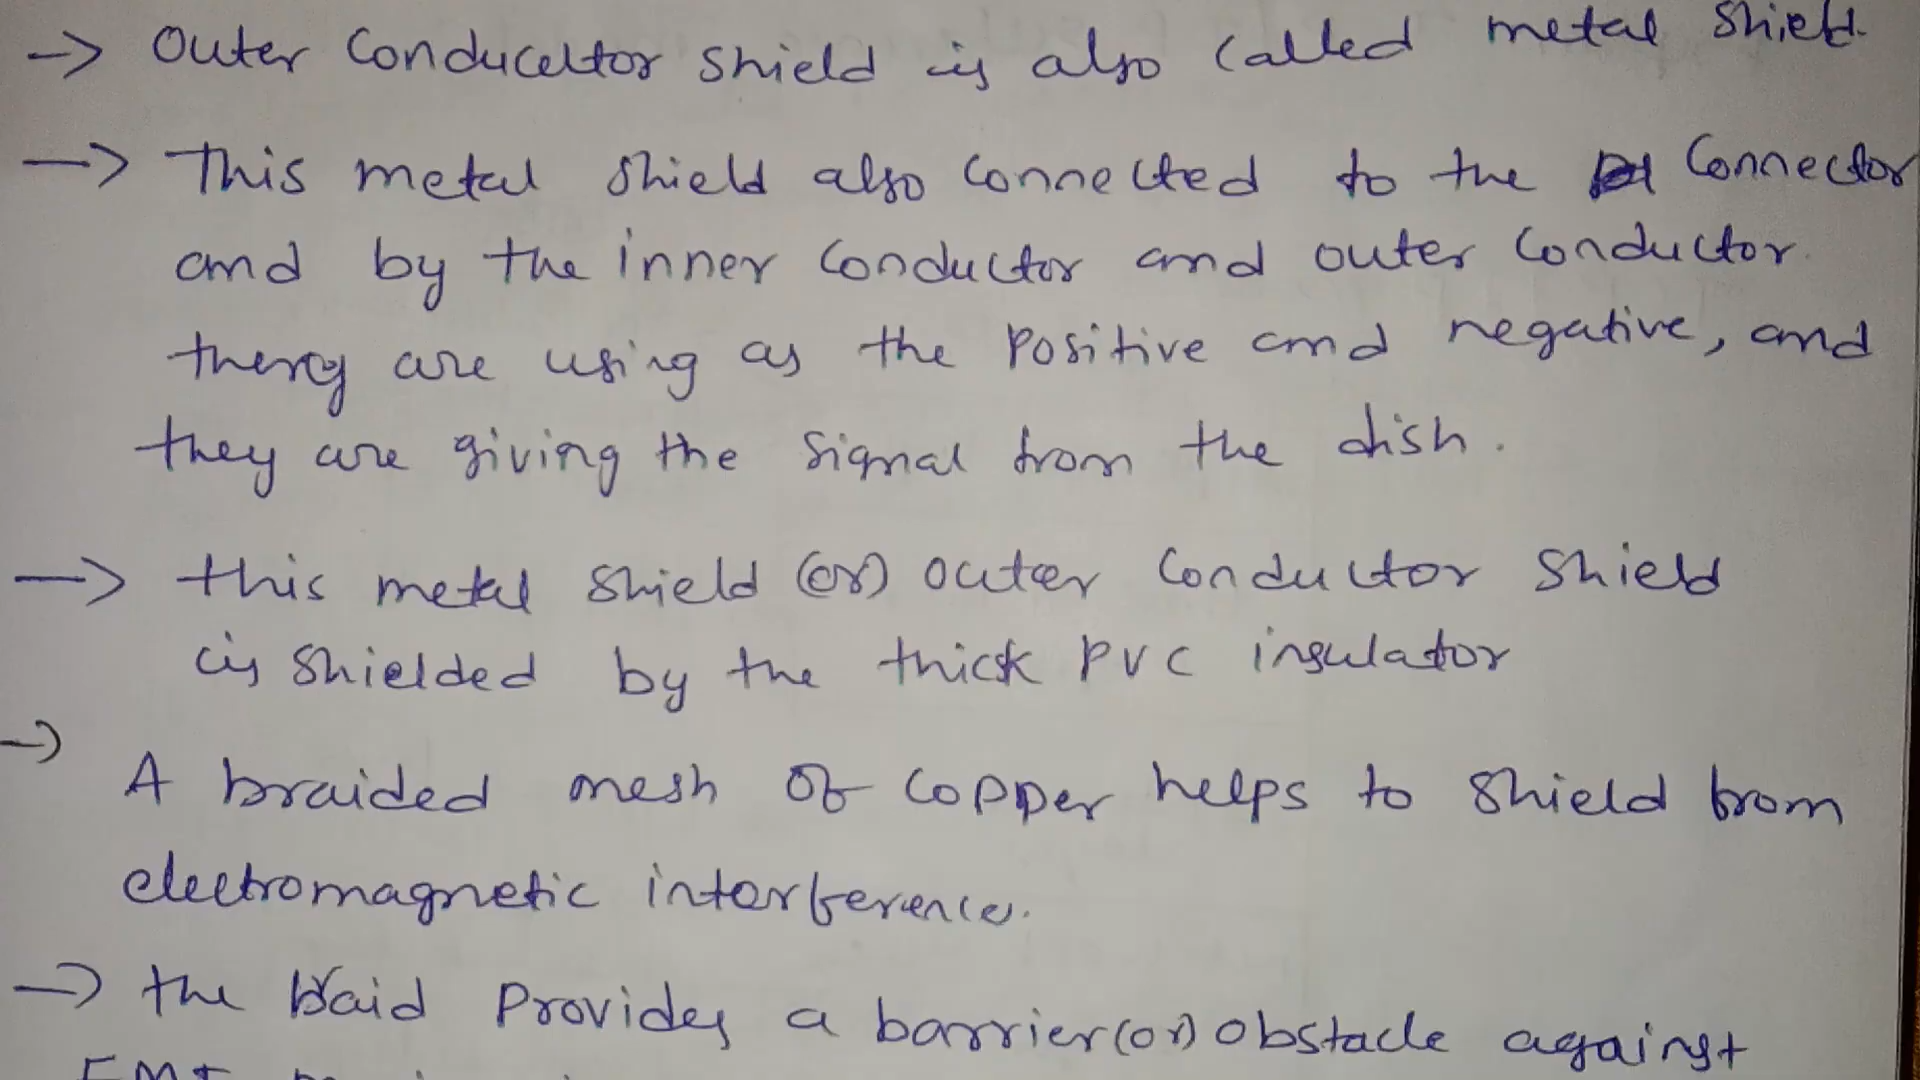 → Outer Conduceltor shield is also called metal shield.
→ This metal shield also connected to the Connector
and by the inner conductor and outer conductor.
they are using as the positive and negative, and
they are giving the signal from the dish.
→ this metal shield (or) outer conductor shield
is shielded by the thick PVC insulator
→
A braided mesh of copper helps to shield from
electromagnetic interference.
→ the braid provides a barrier (or) obstacle against
EMI